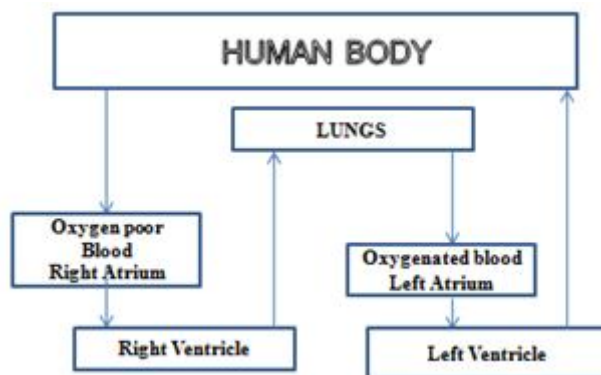 HUMAN BODY
LUNGS
Oxygen poor
Blood
Right Atrium
Oxygenated blood
Left Atrium
Right Ventricle
Left Ventricle